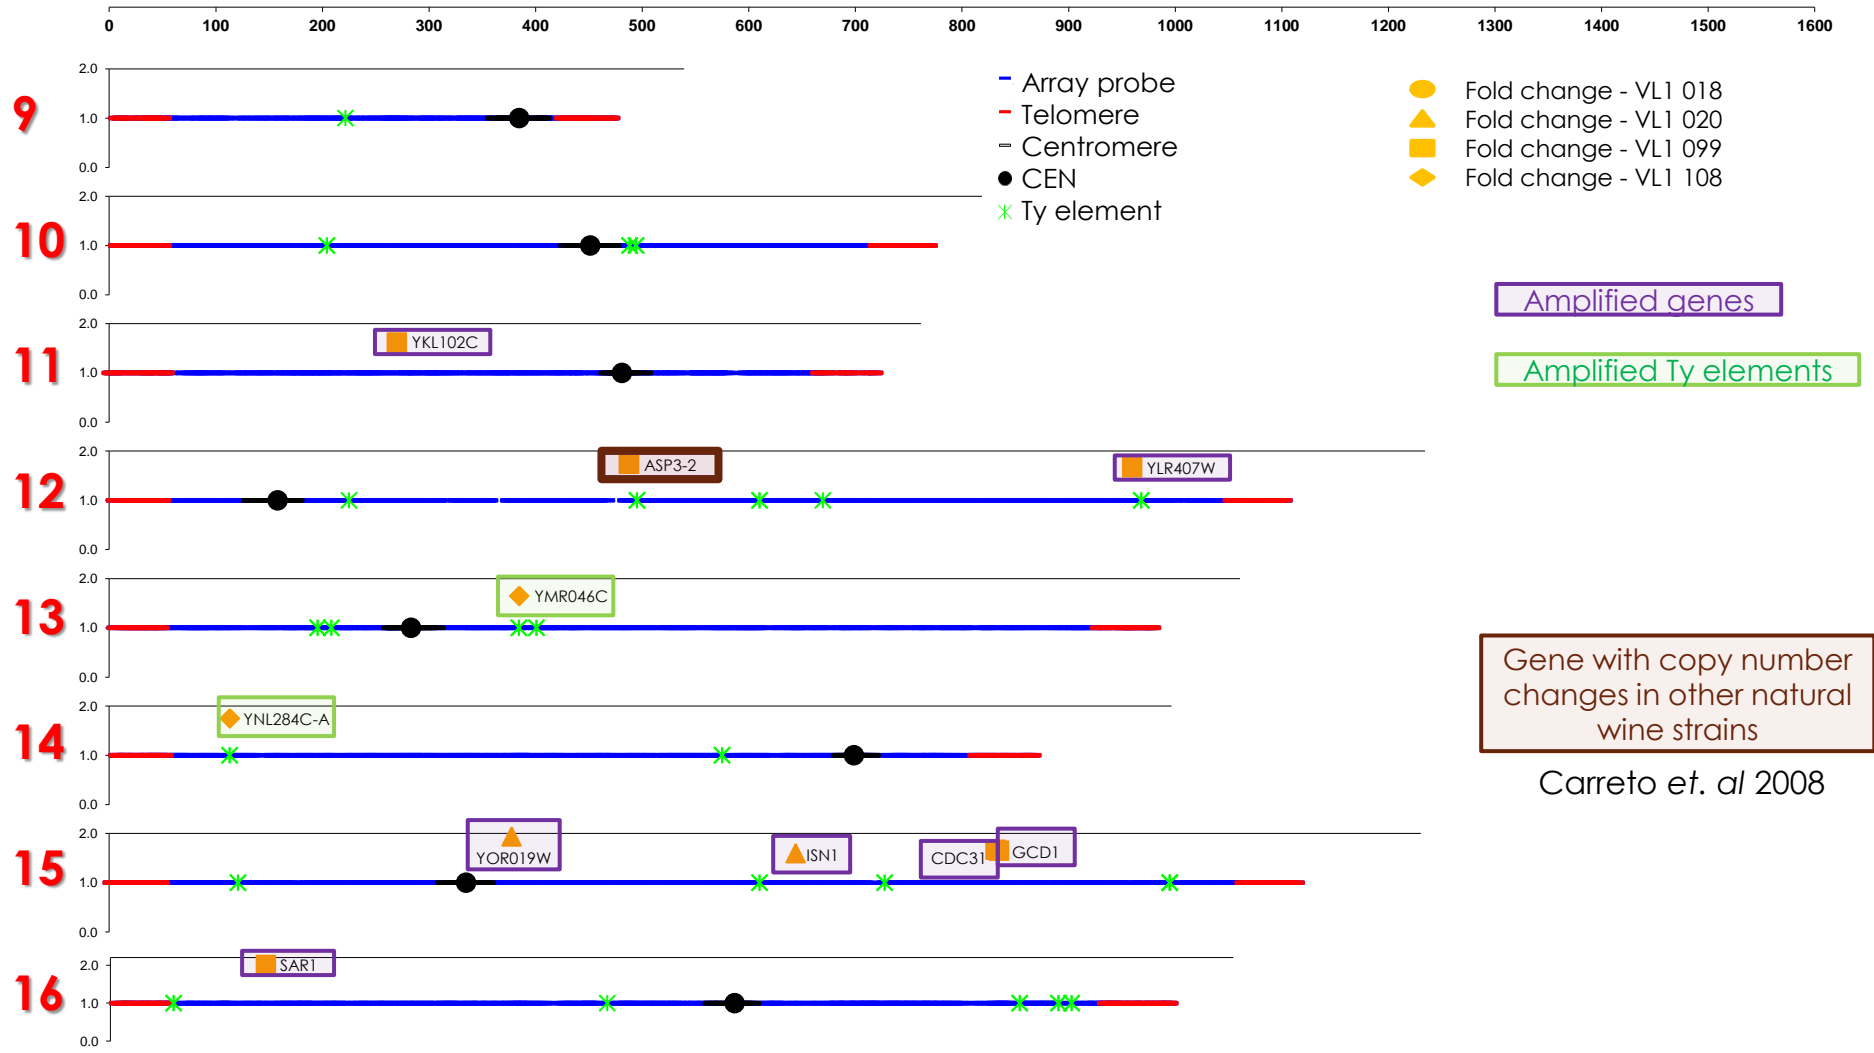 0 100 200 300 400 500 600 700 800 900 1000 1100 1200 1300 1400 1500 1600
9
2.0
1.0
0.0
Array probe
Telomere
Centromere
CEN
Ty element
Fold change - VL1 018
Fold change - VL1 020
Fold change - VL1 099
Fold change - VL1 108
10
2.0
1.0
0.0
Amplified genes
11
2.0
1.0
0.0
YKL102C
Amplified Ty elements
12
2.0
1.0
0.0
ASP3-2
YLR407W
13
2.0
1.0
0.0
YMR046C
Gene with copy number
changes in other natural
wine strains
Carreto et. al 2008
14
2.0
1.0
0.0
YNL284C-A
15
2.0
1.0
0.0
YOR019W
ISN1
CDC31
GCD1
16
2.0
1.0
0.0
SAR1